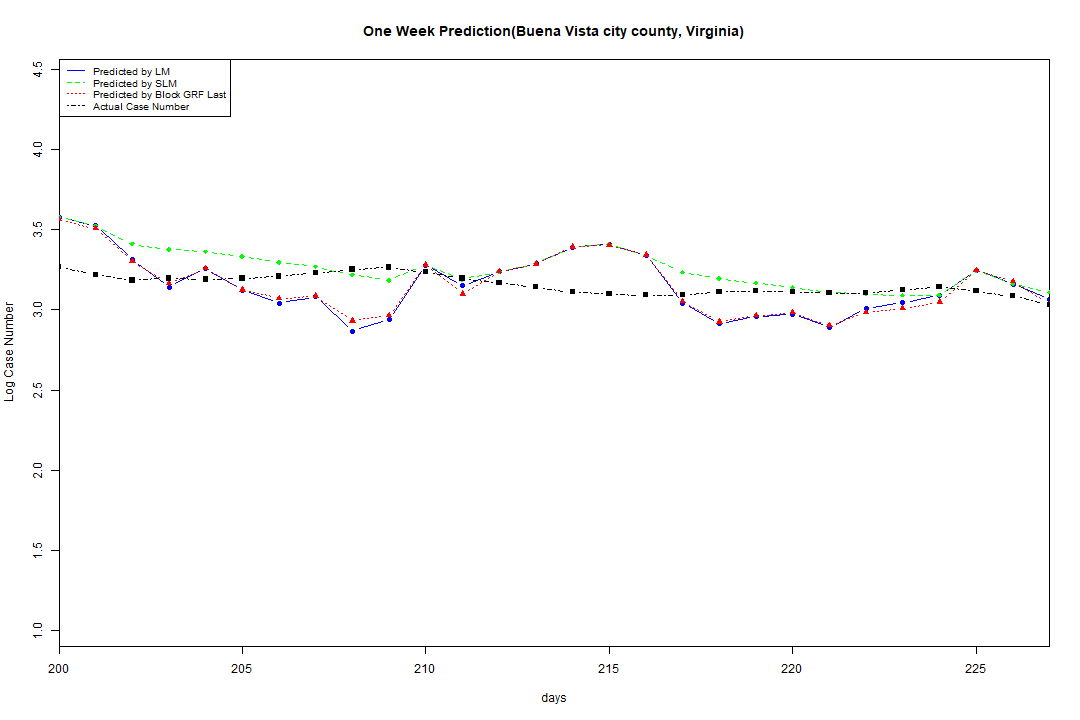 One Week Prediction(Buena Vista city county, Virginia)
Predicted by LM
Predicted by SLM
Predicted by Block GRF Last
Actual Case Number
4.5
4.0
3.5
3.0
2.5
2.0
1.5
1.0
Log Case Number
200 205 210 215 220 225
days